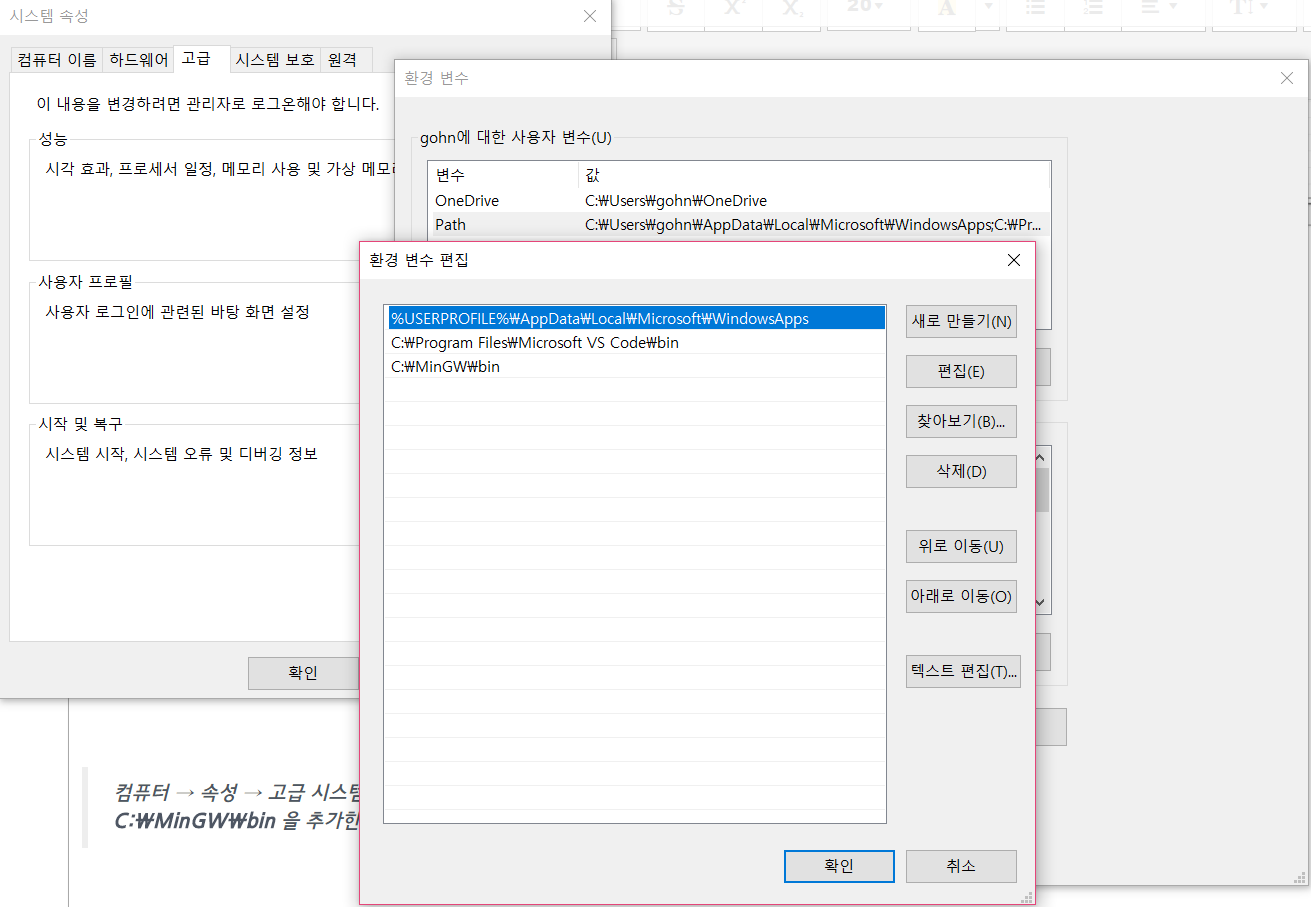 시스템 속성
20
컴퓨터 이름
하드웨어
고급
시스템 보호
원격
이 내용을 변경하려면 관리자로 로그온해야 합니다.
성능
시각 효과, 프로세서 일정, 메모리 사용 및 가상 메모리
사용자 프로필
사용자 로그인에 관련된 바탕 화면 설정
시작 및 복구
시스템 시작, 시스템 오류 및 디버깅 정보
확인
환경 변수
gohn에 대한 사용자 변수(U)
변수 값
OneDrive C:₩Users₩gohn₩OneDrive
Path C:₩Users₩gohn₩AppData₩Local₩Microsoft₩WindowsApps;C:₩Pr...
환경 변수 편집
%USERPROFILE%₩AppData₩Local₩Microsoft₩WindowsApps
C:₩Program Files₩Microsoft VS Code₩bin
C:₩MinGW₩bin
새로 만들기(N)
편집(E)
찾아보기(B)...
삭제(D)
위로 이동(U)
아래로 이동(O)
텍스트 편집(T)...
확인
취소
컴퓨터 → 속성 → 고급 시스템
C:₩MinGW₩bin 을 추가한